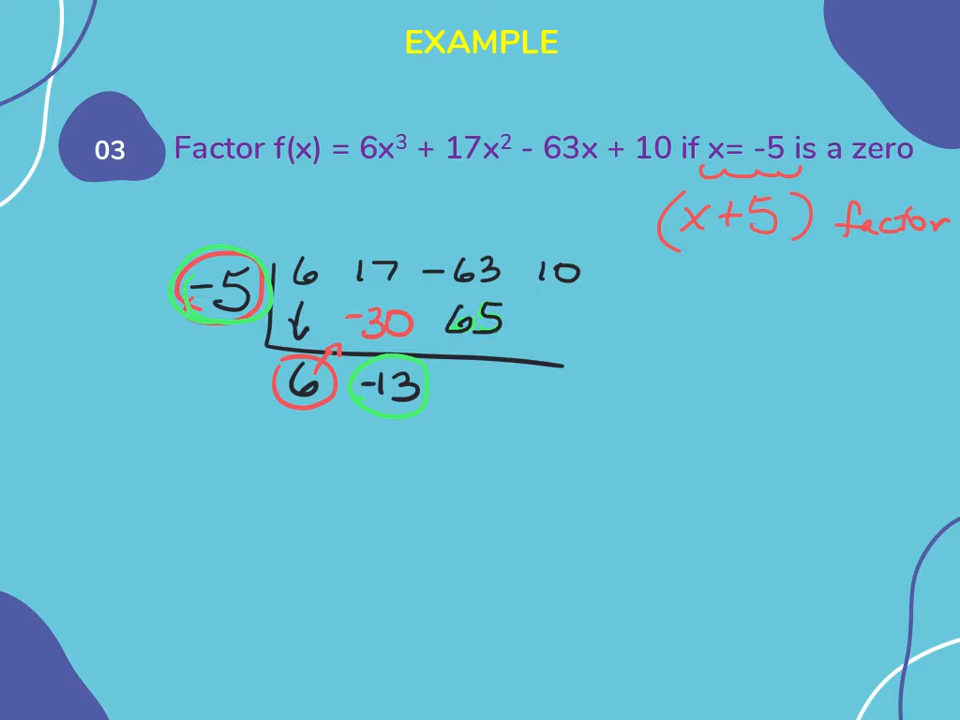 EXAMPLE
03 Factor f(x) = 6x³ + 17x² - 63x + 10 if x= -5 is a zero
(x+5) factor
-5 | 6 17 -63 10
↓ -30 65
6 -13